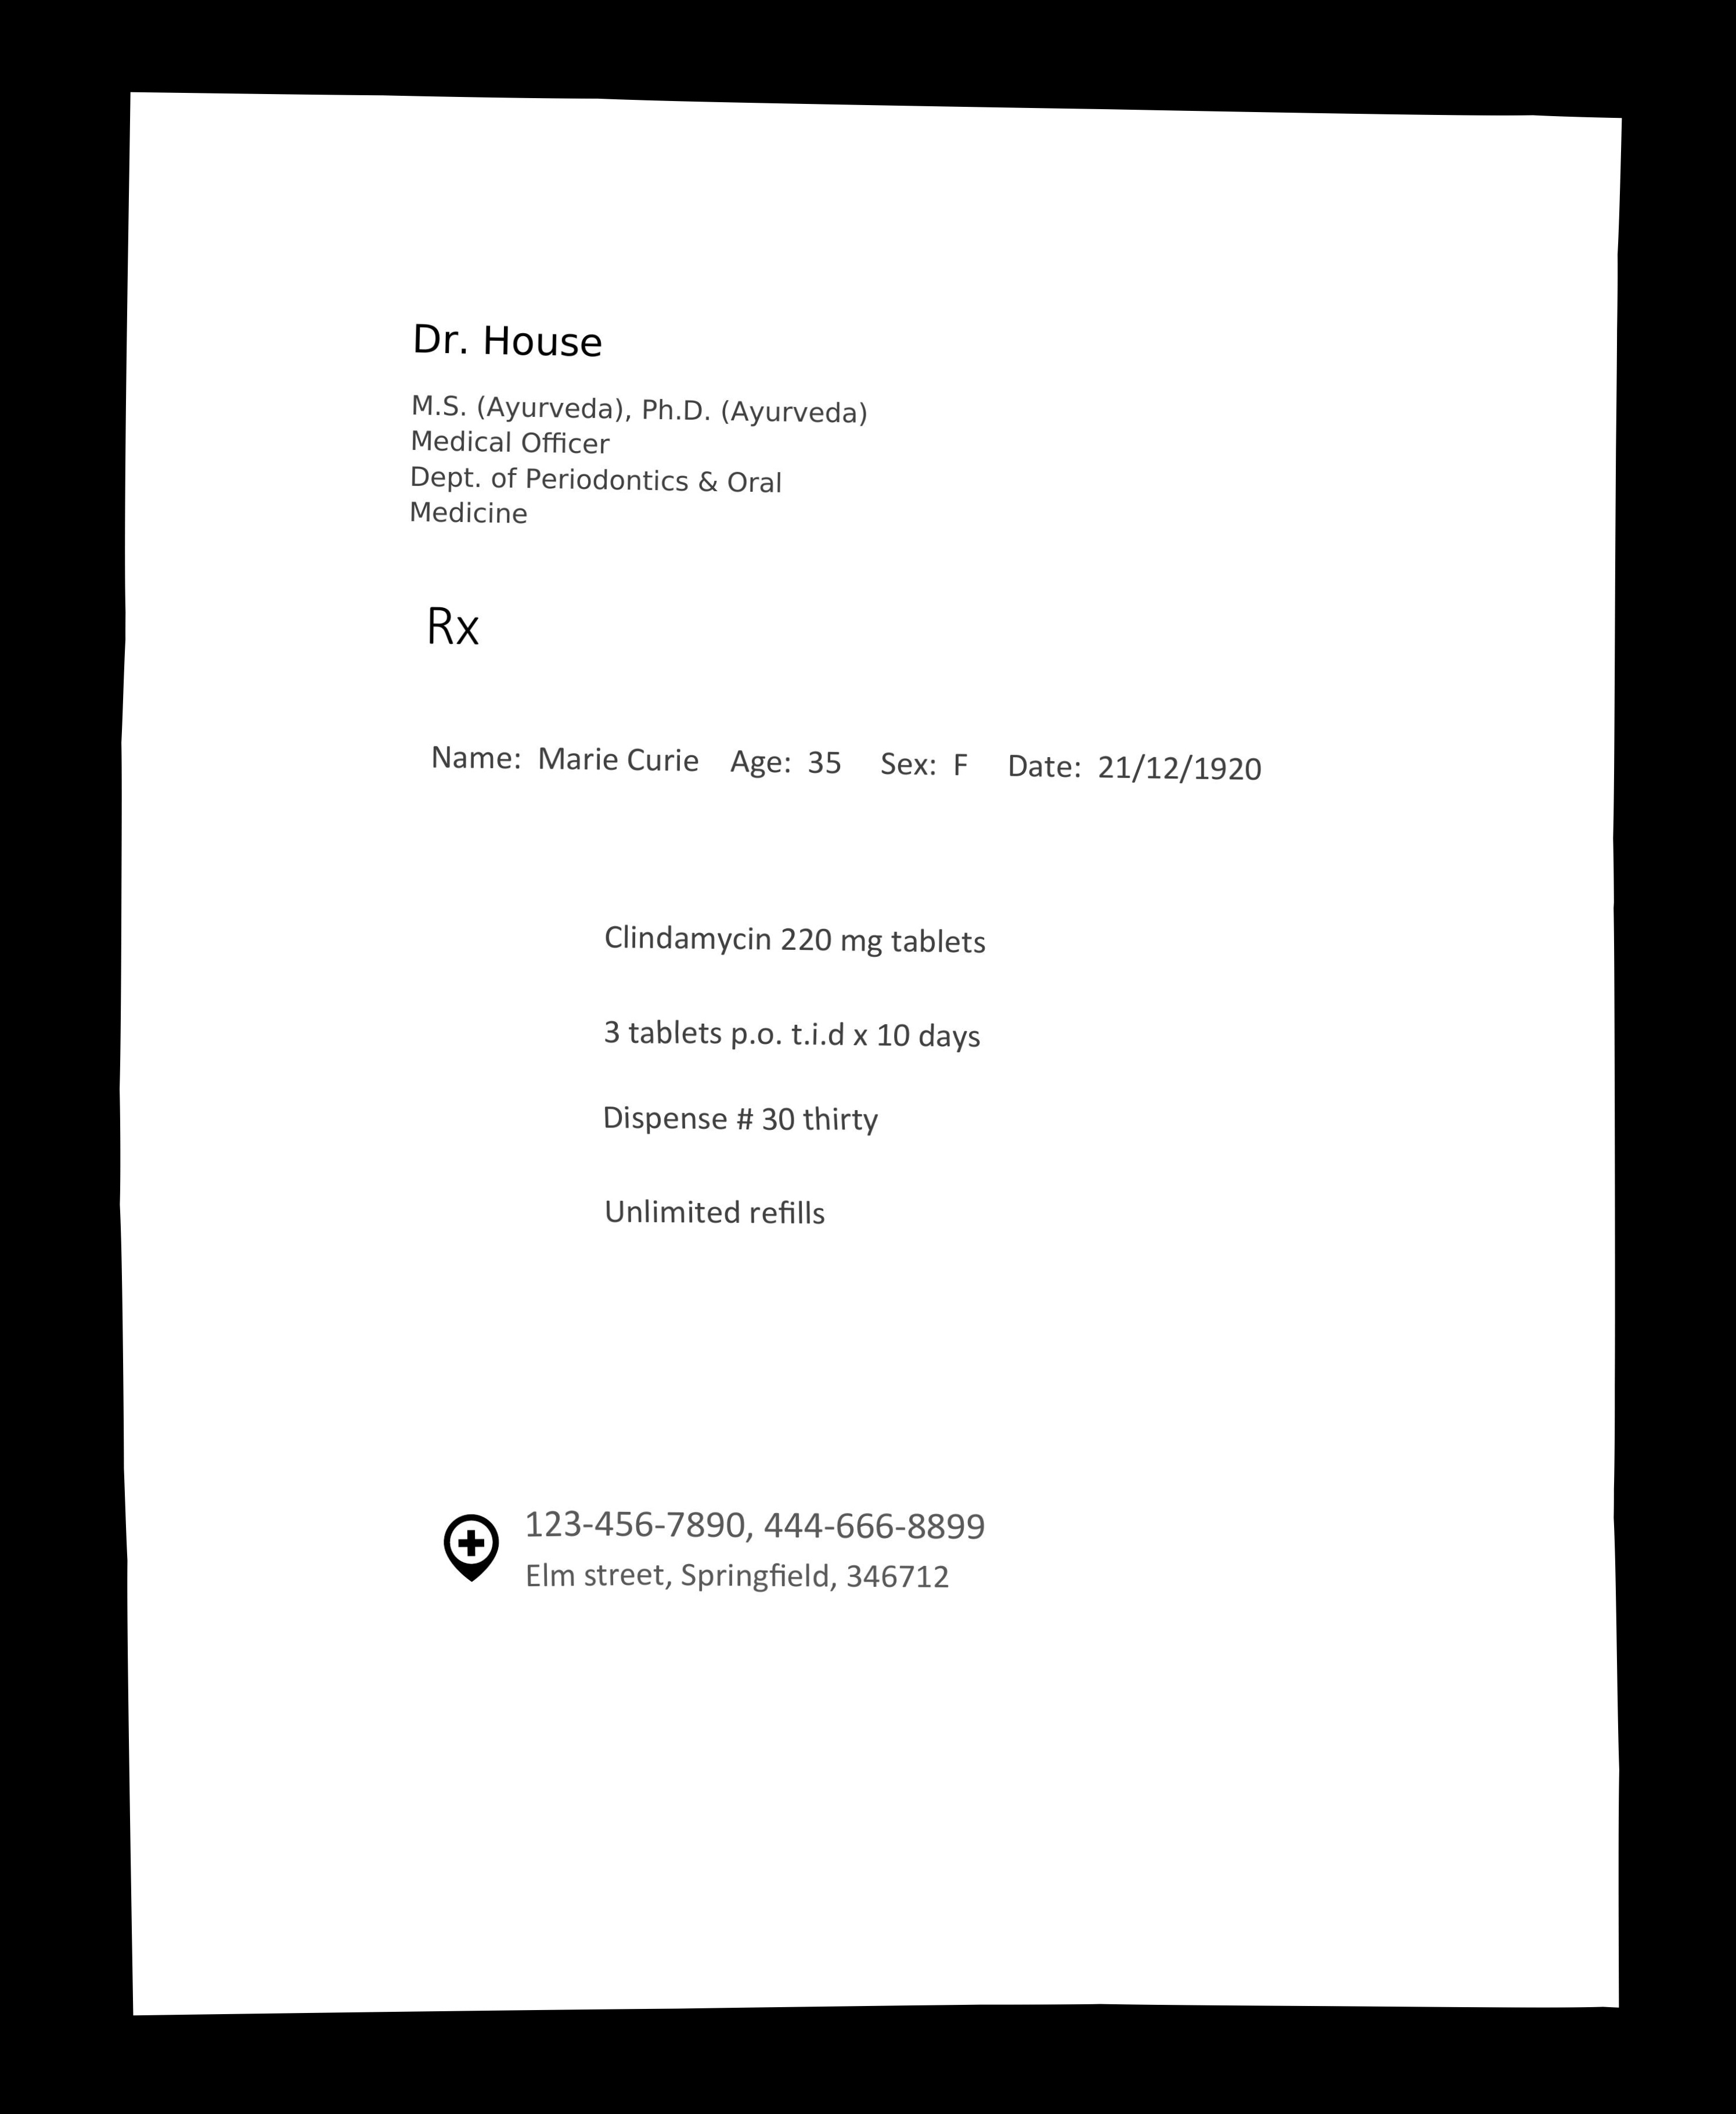 Dr. House
M.S. (Ayurveda), Ph.D. (Ayurveda)
Medical Officer
Dept. of Periodontics & Oral
Medicine
Rx
Name: Marie Curie Age: 35 Sex: F Date: 21/12/1920
Clindamycin 220 mg tablets
3 tablets p.o. t.i.d x 10 days
Dispense # 30 thirty
Unlimited refills
123-456-7890, 444-666-8899
Elm street, Springfield, 346712